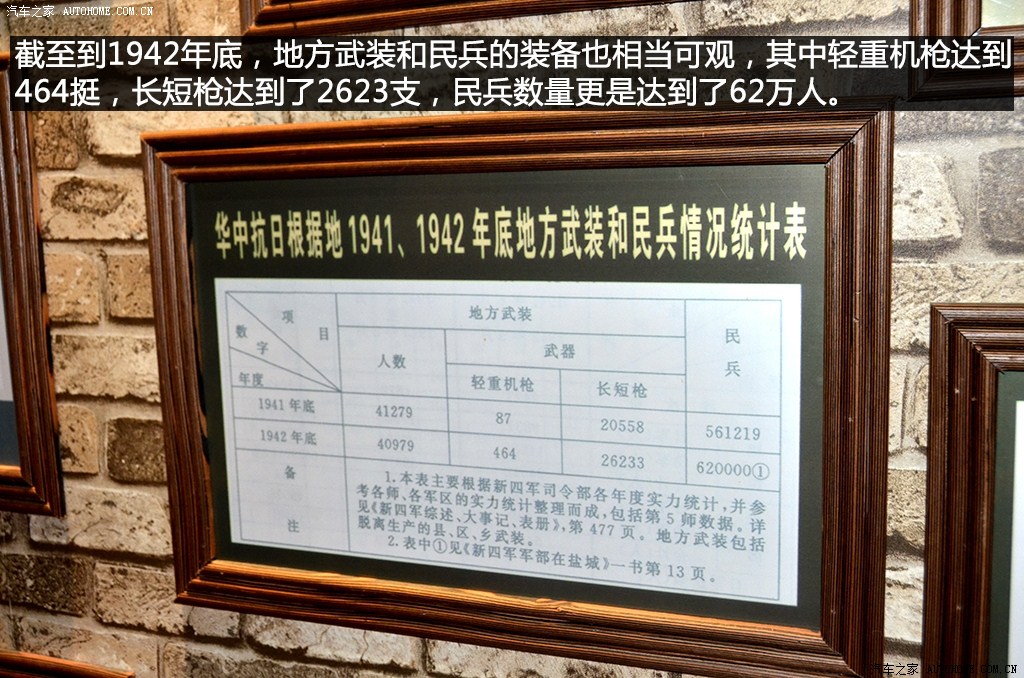 汽车之家 AUTOHOME.COM.CN
截至到1942年底，地方武装和民兵的装备也相当可观，其中轻重机枪达到
464挺，长短枪达到了2623支，民兵数量更是达到了62万人。
华中抗日根据地1941、1942年底地方武装和民兵情况统计表
项目 数字 年度 地方武装 民兵
人数 武器
轻重机枪 长短枪
1941年底 41279 87 20558 561219
1942年底 40979 464 26233 620000①
备注
1.本表主要根据新四军司令部各年度实力统计，并参
考各师、各军区的实力统计整理而成，包括第5师数据。详
见《新四军综述、大事记、表册》，第477页。地方武装包括
脱离生产的县、区、乡武装。
2.表中①见《新四军军部在盐城》一书第13页。
汽车之家 AUTOHOME.COM.CN